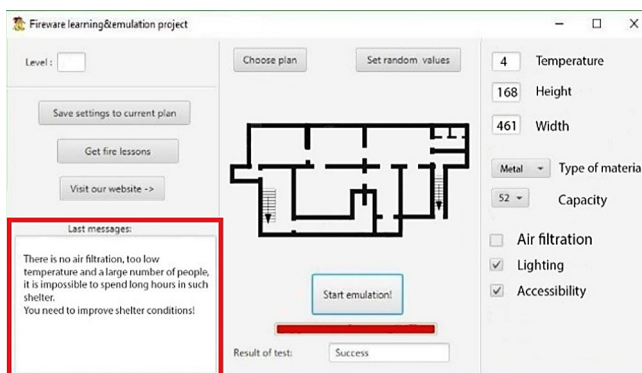 Fireware learning&emulation project
Level :
Save settings to current plan
Get fire lessons
Visit our website ->
Last messages:
There is no air filtration, too low
temperature and a large number of people,
it is impossible to spend long hours in such
shelter.
You need to improve shelter conditions!
Choose plan
Set random values
Start emulation!
Result of test:
Success
4 Temperature
168 Height
461 Width
Metal Type of materia
52 Capacity
Air filtration
Lighting
Accessibility